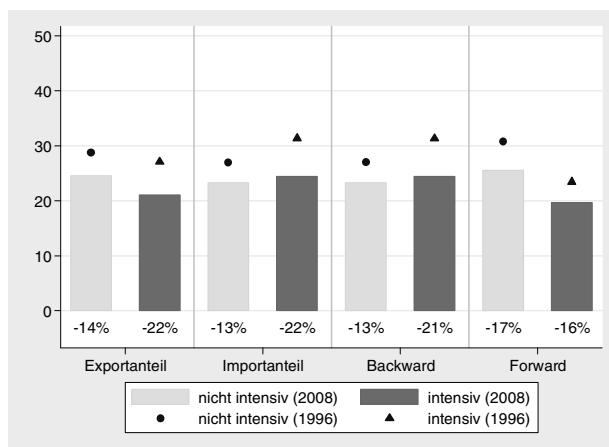 50
40
30
20
10
0
-14% -22% -13% -22% -13% -21% -17% -16%
Exportanteil Importanteil Backward Forward
nicht intensiv (2008) intensiv (2008)
nicht intensiv (1996) intensiv (1996)